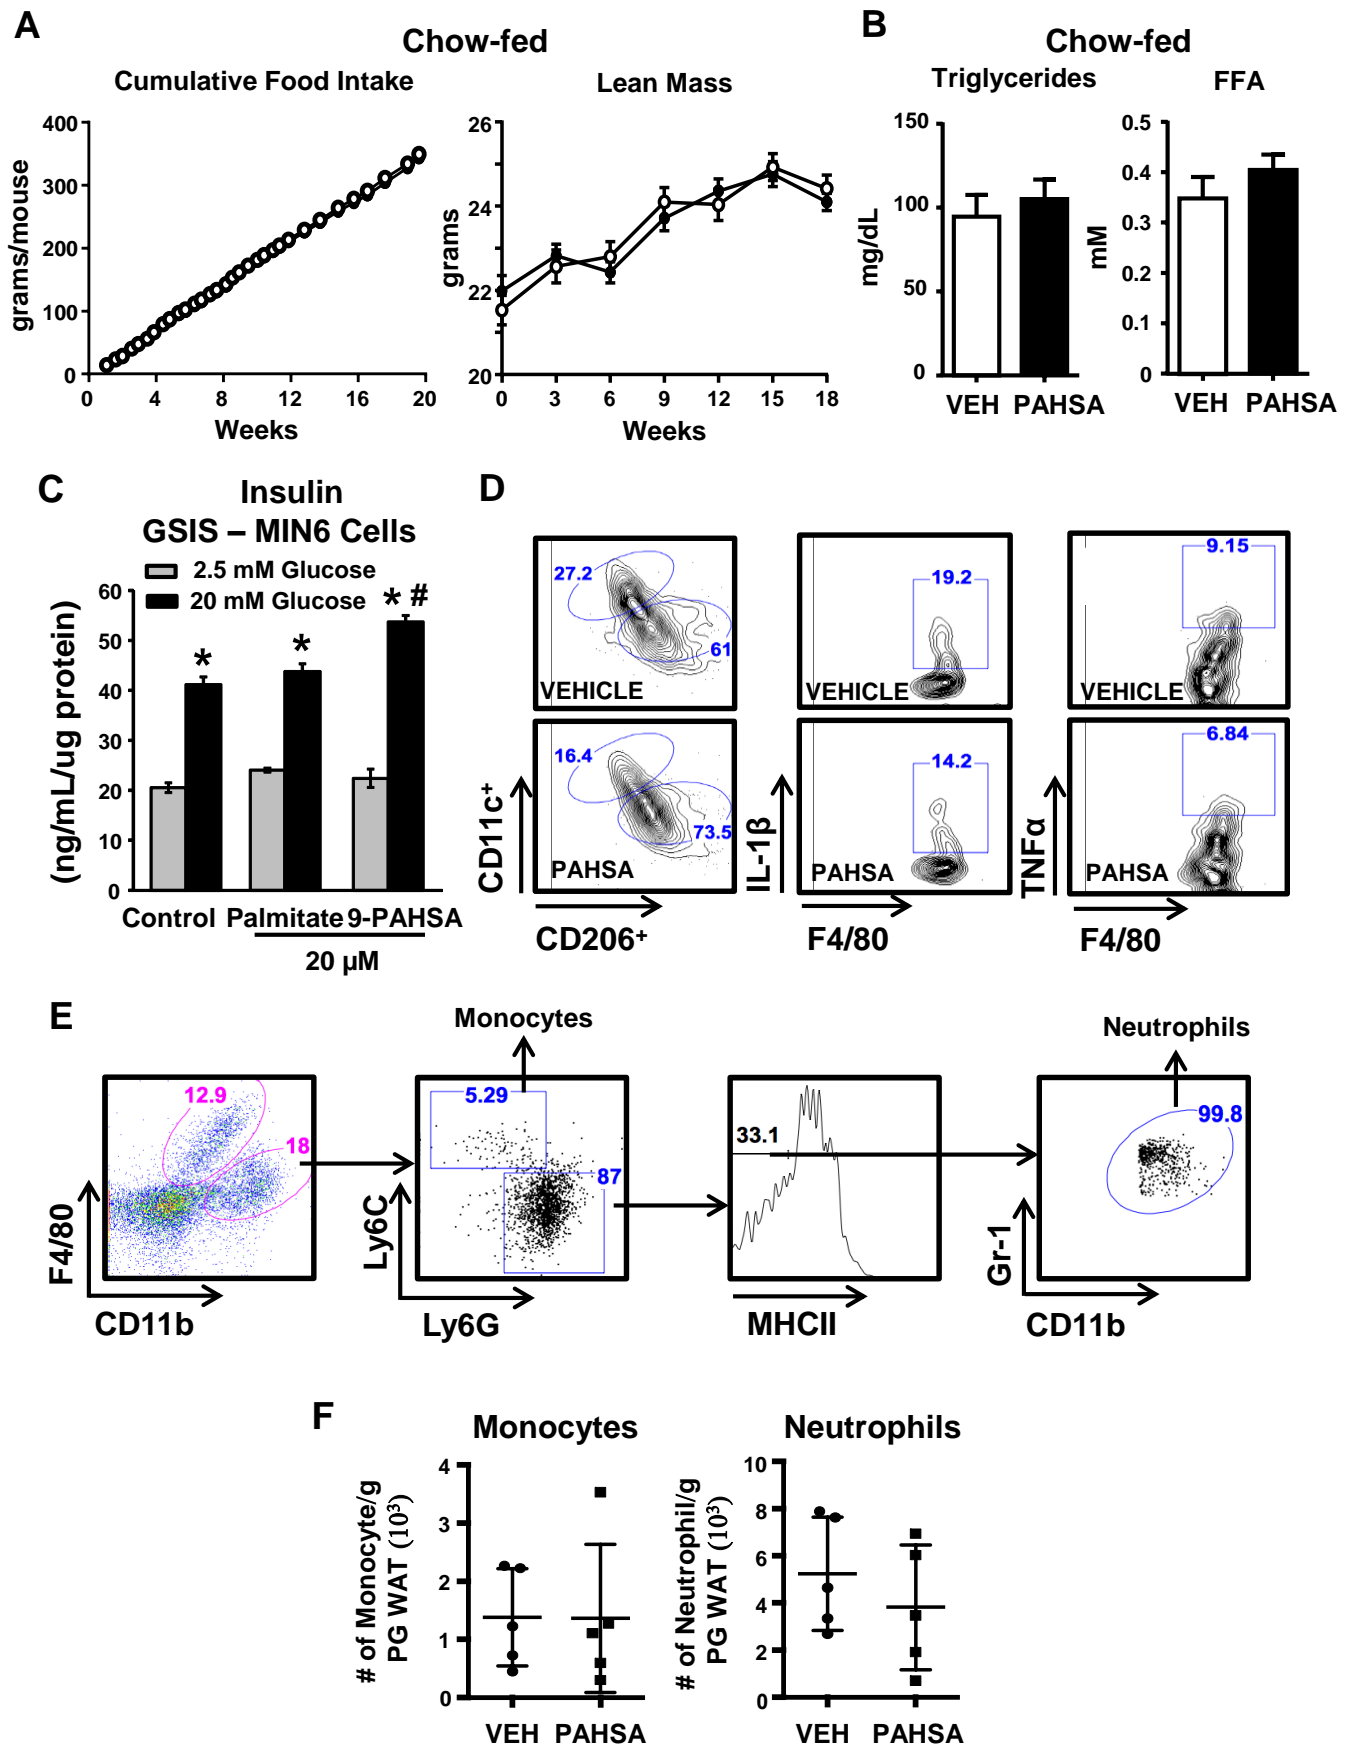 A
Chow-fed
Cumulative Food Intake
Lean Mass
grams/mouse
400
300
200
100
0
0 4 8 12 16 20
Weeks
grams
26
24
22
20
0 3 6 9 12 15 18
Weeks
B
Chow-fed
Triglycerides
FFA
mg/dL
150
100
50
0
VEH PAHSA
mM
0.5
0.4
0.3
0.2
0.1
0
VEH PAHSA
C
Insulin
GSIS – MIN6 Cells
2.5 mM Glucose
20 mM Glucose
(ng/mL/ug protein)
60
50
40
30
20
10
0
* * * #
Control Palmitate 9-PAHSA
20 µM
D
27.2
61
VEHICLE
19.2
VEHICLE
9.15
VEHICLE
16.4
73.5
PAHSA
14.2
PAHSA
6.84
PAHSA
CD11c+
CD206+
IL-1β
F4/80
TNFα
F4/80
E
Monocytes
Neutrophils
12.9
18
F4/80
CD11b
5.29
87
Ly6C
Ly6G
33.1
MHCII
99.8
Gr-1
CD11b
F
Monocytes
# of Monocyte/g
PG WAT (10³)
4
3
2
1
0
VEH PAHSA
Neutrophils
# of Neutrophil/g
PG WAT (10³)
10
8
6
4
2
0
VEH PAHSA